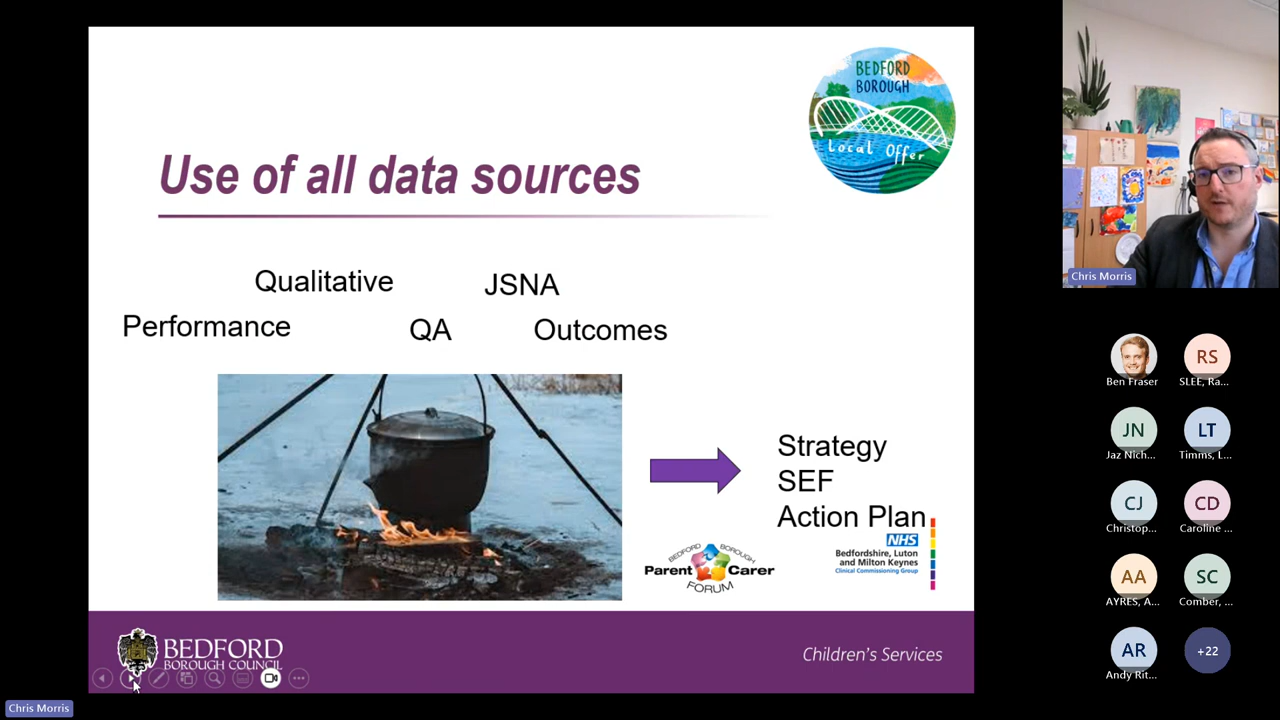 BEDFORD
BOROUGH
Local Offer
Use of all data sources
Qualitative
JSNA
Performance
QA
Outcomes
Strategy
SEF
Action Plan
BEDFORD BOROUGH
Parent Carer
FORUM
NHS
Bedfordshire, Luton
and Milton Keynes
Clinical Commissioning Group
BEDFORD
BOROUGH COUNCIL
Children's Services
Chris Morris
Ben Fraser
RS
SLEE, Ra...
JN
Jaz Nich...
LT
Timms, L...
CJ
Christop...
CD
Caroline ...
AA
AYRES, A...
SC
Comber, ...
AR
Andy Rit...
+22
Chris Morris